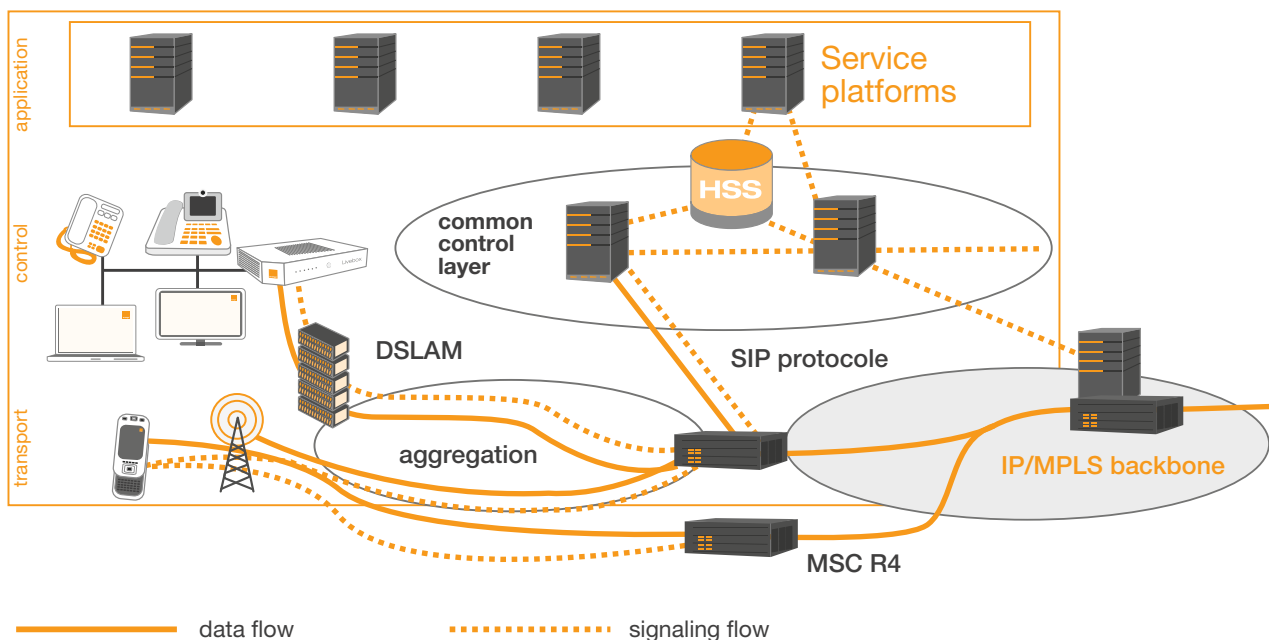 application
Service
platforms
HSS
common
control
layer
control
Livebox
DSLAM
SIP protocole
transport
aggregation
IP/MPLS backbone
MSC R4
data flow
signaling flow